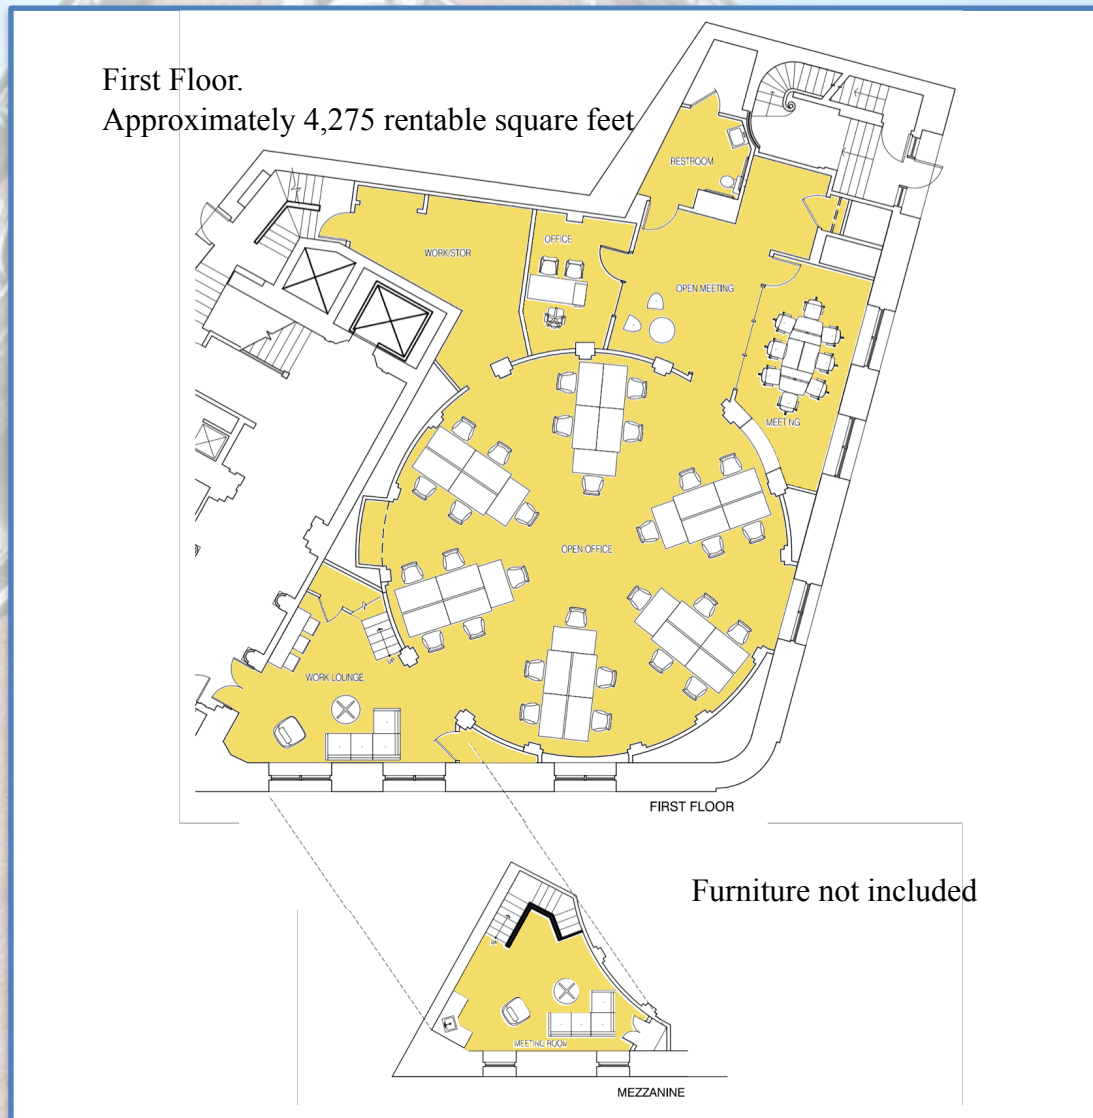 First Floor.
Approximately 4,275 rentable square feet
RESTROOM
OFFICE
WORK/STOR
OPEN MEETING
MEETING
OPEN OFFICE
UP
WORK LOUNGE
FIRST FLOOR
Furniture not included
MEETING ROOM
MEZZANINE